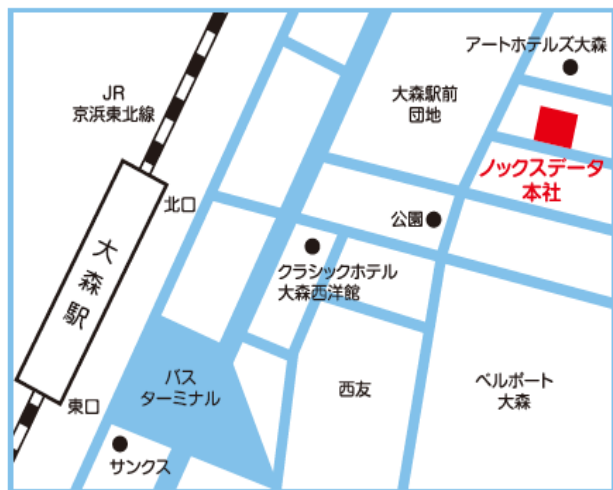 アートホテルズ大森
JR
京浜東北線
大森駅前
団地
ノックスデータ
本社
北口
公園
大森駅
クラシックホテル
大森西洋館
バス
ターミナル
西友
ベルポート
大森
東口
サンクス